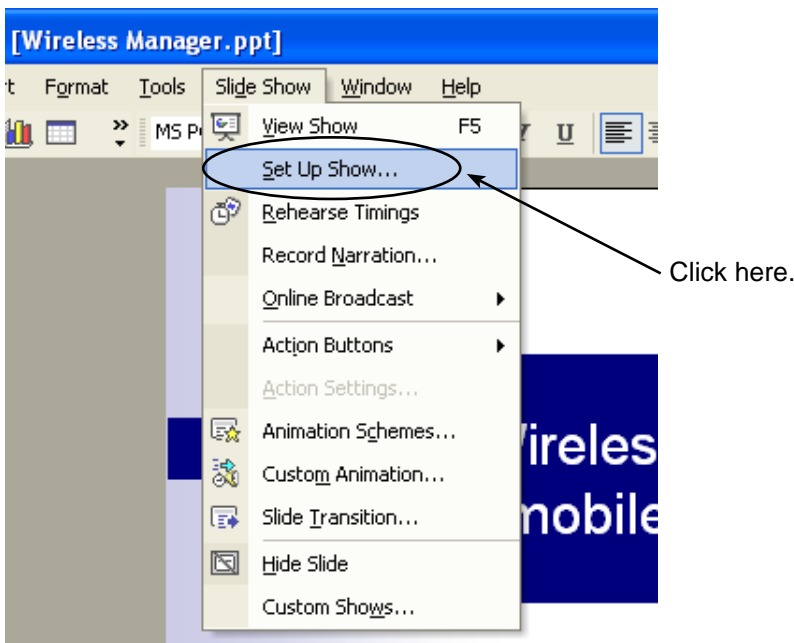 [Wireless Manager.ppt]
t Format Tools Slide Show Window Help
» MS P View Show F5 U
Set Up Show...
Rehearse Timings
Record Narration...
Click here.
Online Broadcast
Action Buttons
Action Settings...
Animation Schemes...
Custom Animation...
Slide Transition...
Hide Slide
Custom Shows...
ireles
mobile